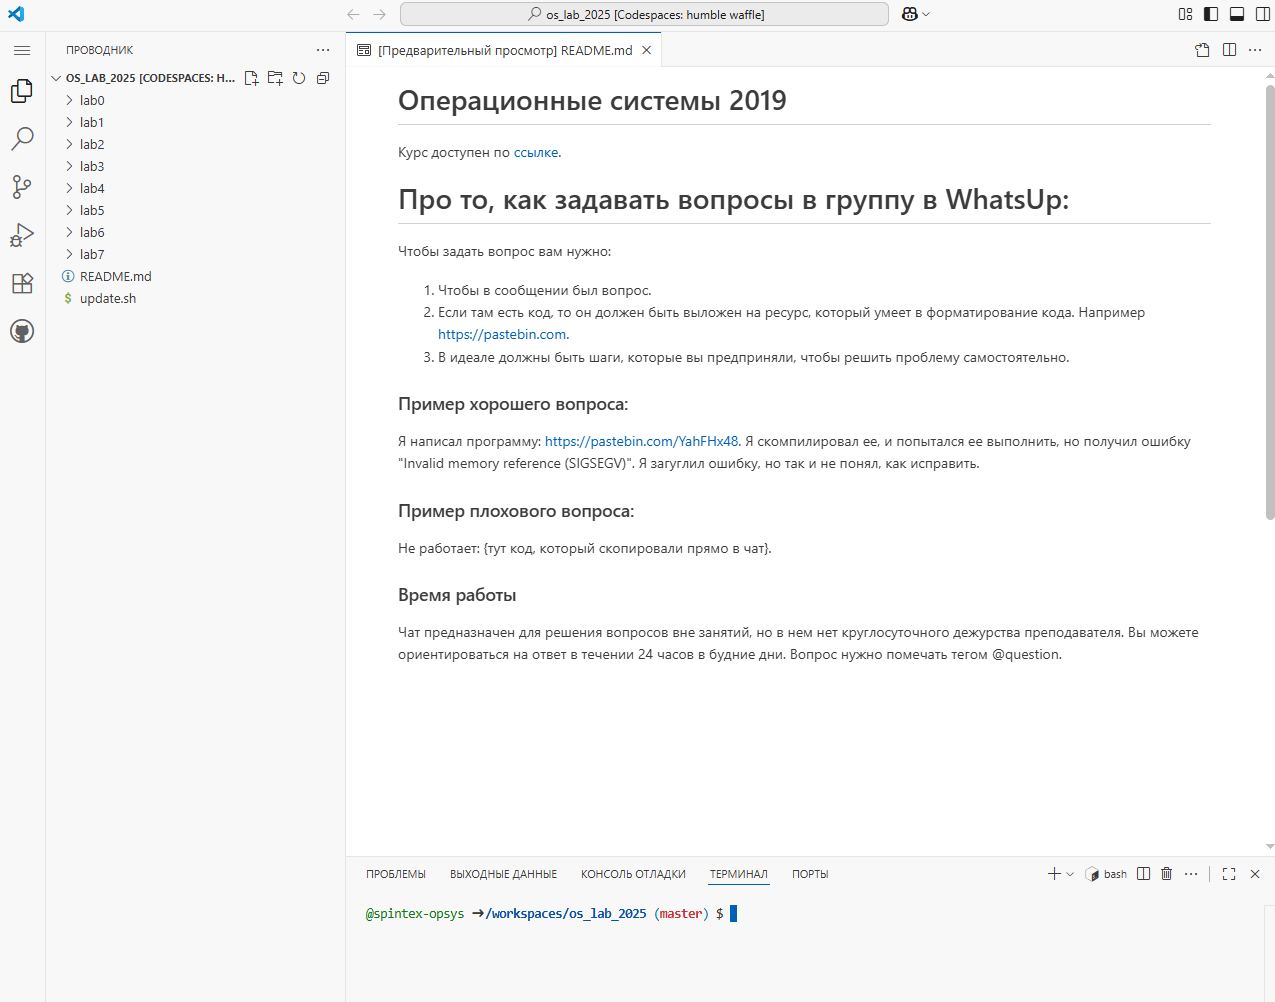 os_lab_2025 [Codespaces: humble waffle]
ПРОВОДНИК
OS_LAB_2025 [CODESPACES: H...
lab0
lab1
lab2
lab3
lab4
lab5
lab6
lab7
README.md
$ update.sh
[Предварительный просмотр] README.md
Операционные системы 2019
Курс доступен по ссылке.
Про то, как задавать вопросы в группу в WhatsUp:
Чтобы задать вопрос вам нужно:
1. Чтобы в сообщении был вопрос.
2. Если там есть код, то он должен быть выложен на ресурс, который умеет в форматирование кода. Например
https://pastebin.com.
3. В идеале должны быть шаги, которые вы предприняли, чтобы решить проблему самостоятельно.
Пример хорошего вопроса:
Я написал программу: https://pastebin.com/YahFHx48. Я скомпилировал ее, и попытался ее выполнить, но получил ошибку
"Invalid memory reference (SIGSEGV)". Я загуглил ошибку, но так и не понял, как исправить.
Пример плохового вопроса:
Не работает: {тут код, который скопировали прямо в чат}.
Время работы
Чат предназначен для решения вопросов вне занятий, но в нем нет круглосуточного дежурства преподавателя. Вы можете
ориентироваться на ответ в течении 24 часов в будние дни. Вопрос нужно помечать тегом @question.
ПРОБЛЕМЫ ВЫХОДНЫЕ ДАННЫЕ КОНСОЛЬ ОТЛАДКИ ТЕРМИНАЛ ПОРТЫ
bash
@spintex-opsys ➜/workspaces/os_lab_2025 (master) $